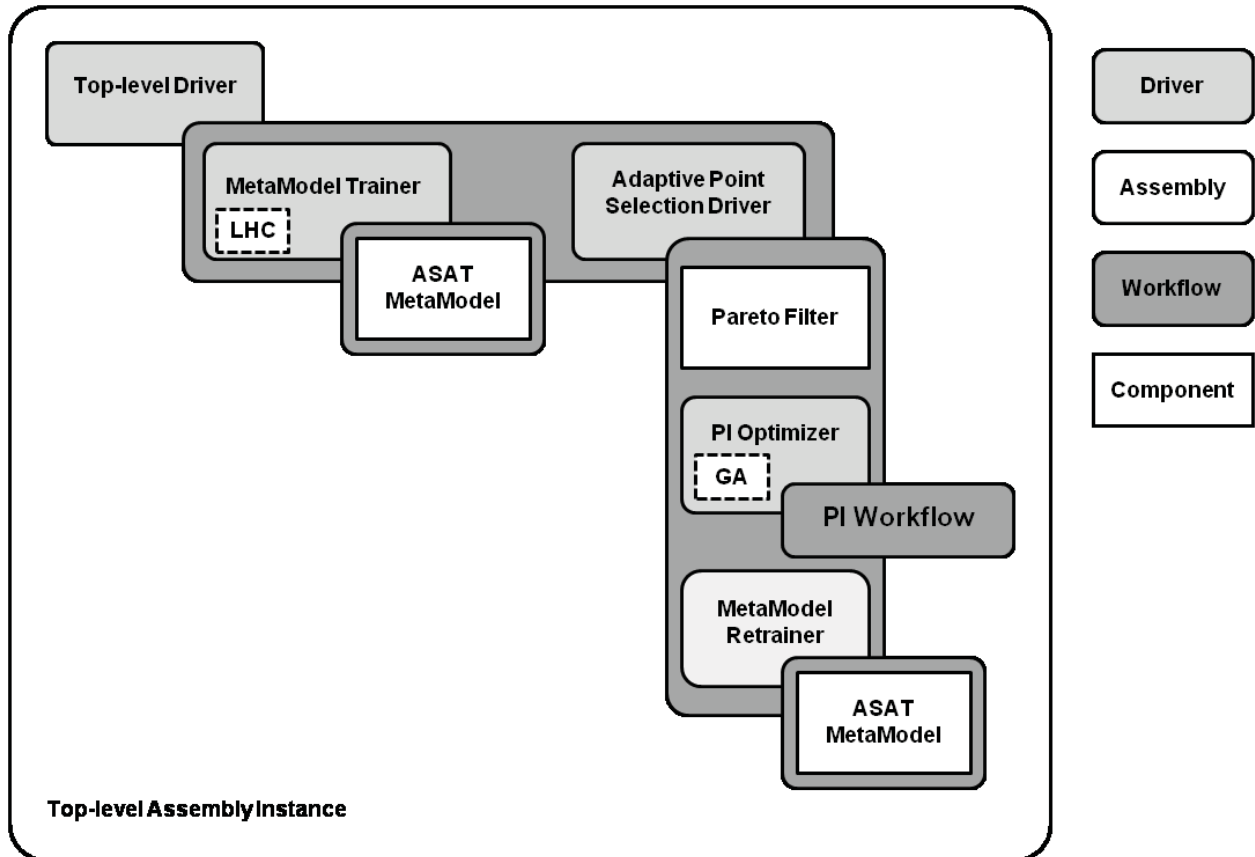 Top-level Driver
MetaModel Trainer
LHC
ASAT
MetaModel
Adaptive Point
Selection Driver
Pareto Filter
PI Optimizer
GA
PI Workflow
MetaModel
Retrainer
ASAT
MetaModel
Top-level Assembly Instance
Driver
Assembly
Workflow
Component